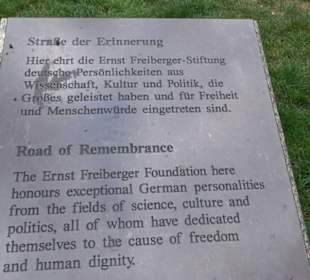 Straße der Erinnerung
Hier ehrt die Ernst Freiberger-Stiftung
deutsche Persönlichkeiten aus
Wissenschaft, Kultur und Politik, die
Großes geleistet haben und für Freiheit
und Menschenwürde eingetreten sind.
Road of Remembrance
The Ernst Freiberger Foundation here
honours exceptional German personalities
from the fields of science, culture and
politics, all of whom have dedicated
themselves to the cause of freedom
and human dignity.